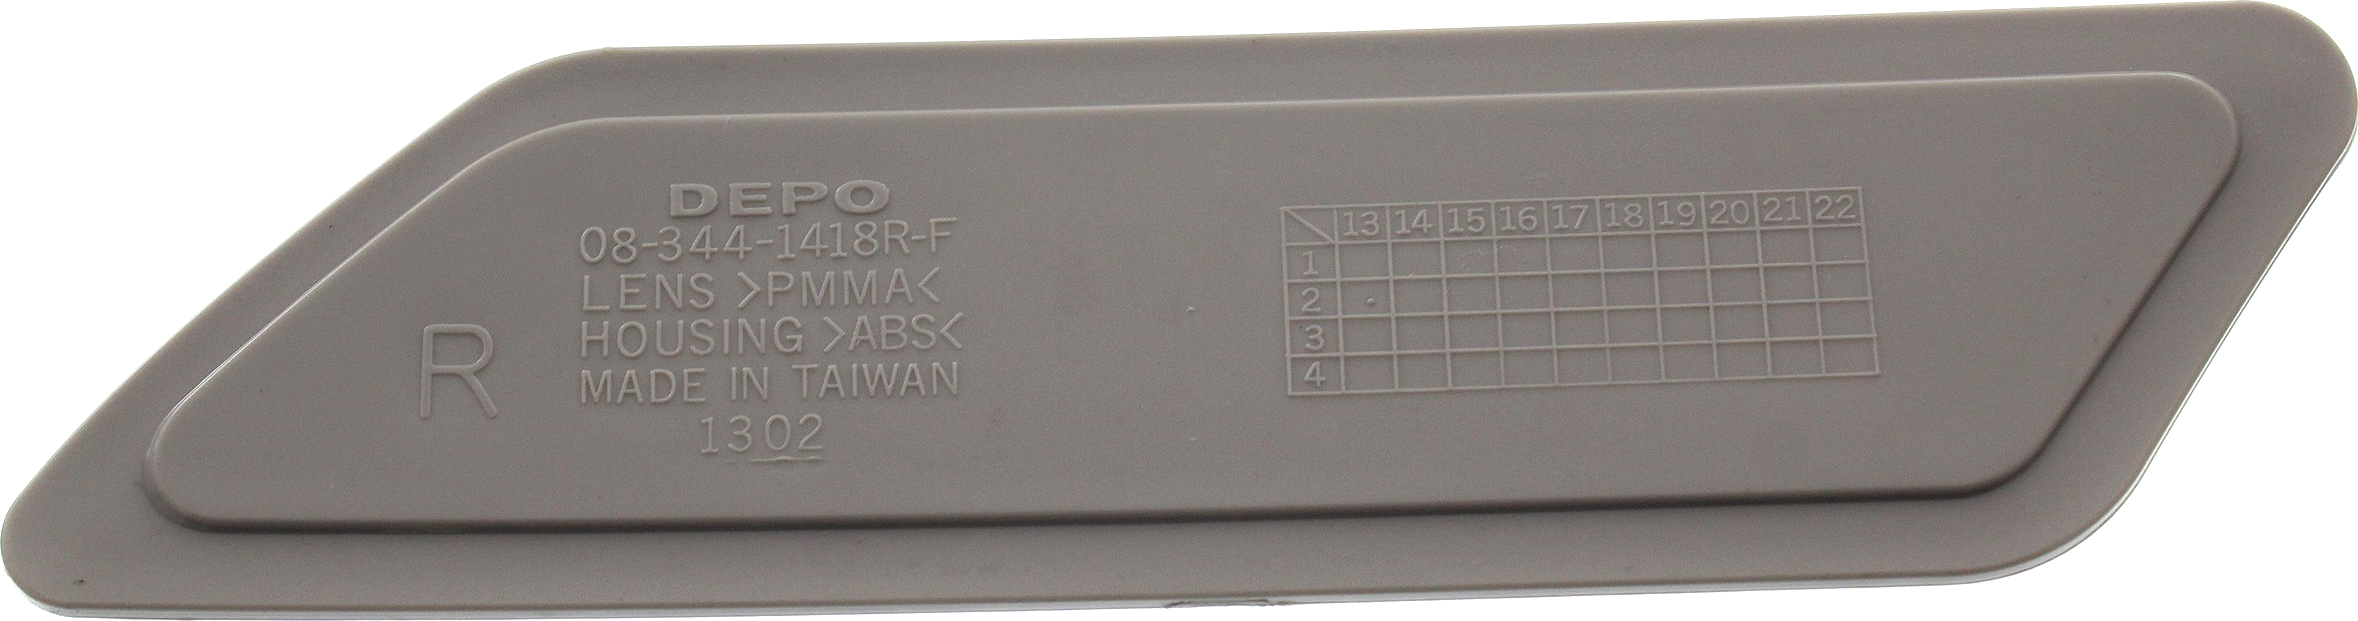 DEPO
08-344-1418R-F
LENS >PMMA<
HOUSING >ABS<
MADE IN TAIWAN
1302
R
13 14 15 16 17 18 19 20 21 22
1
2
3
4